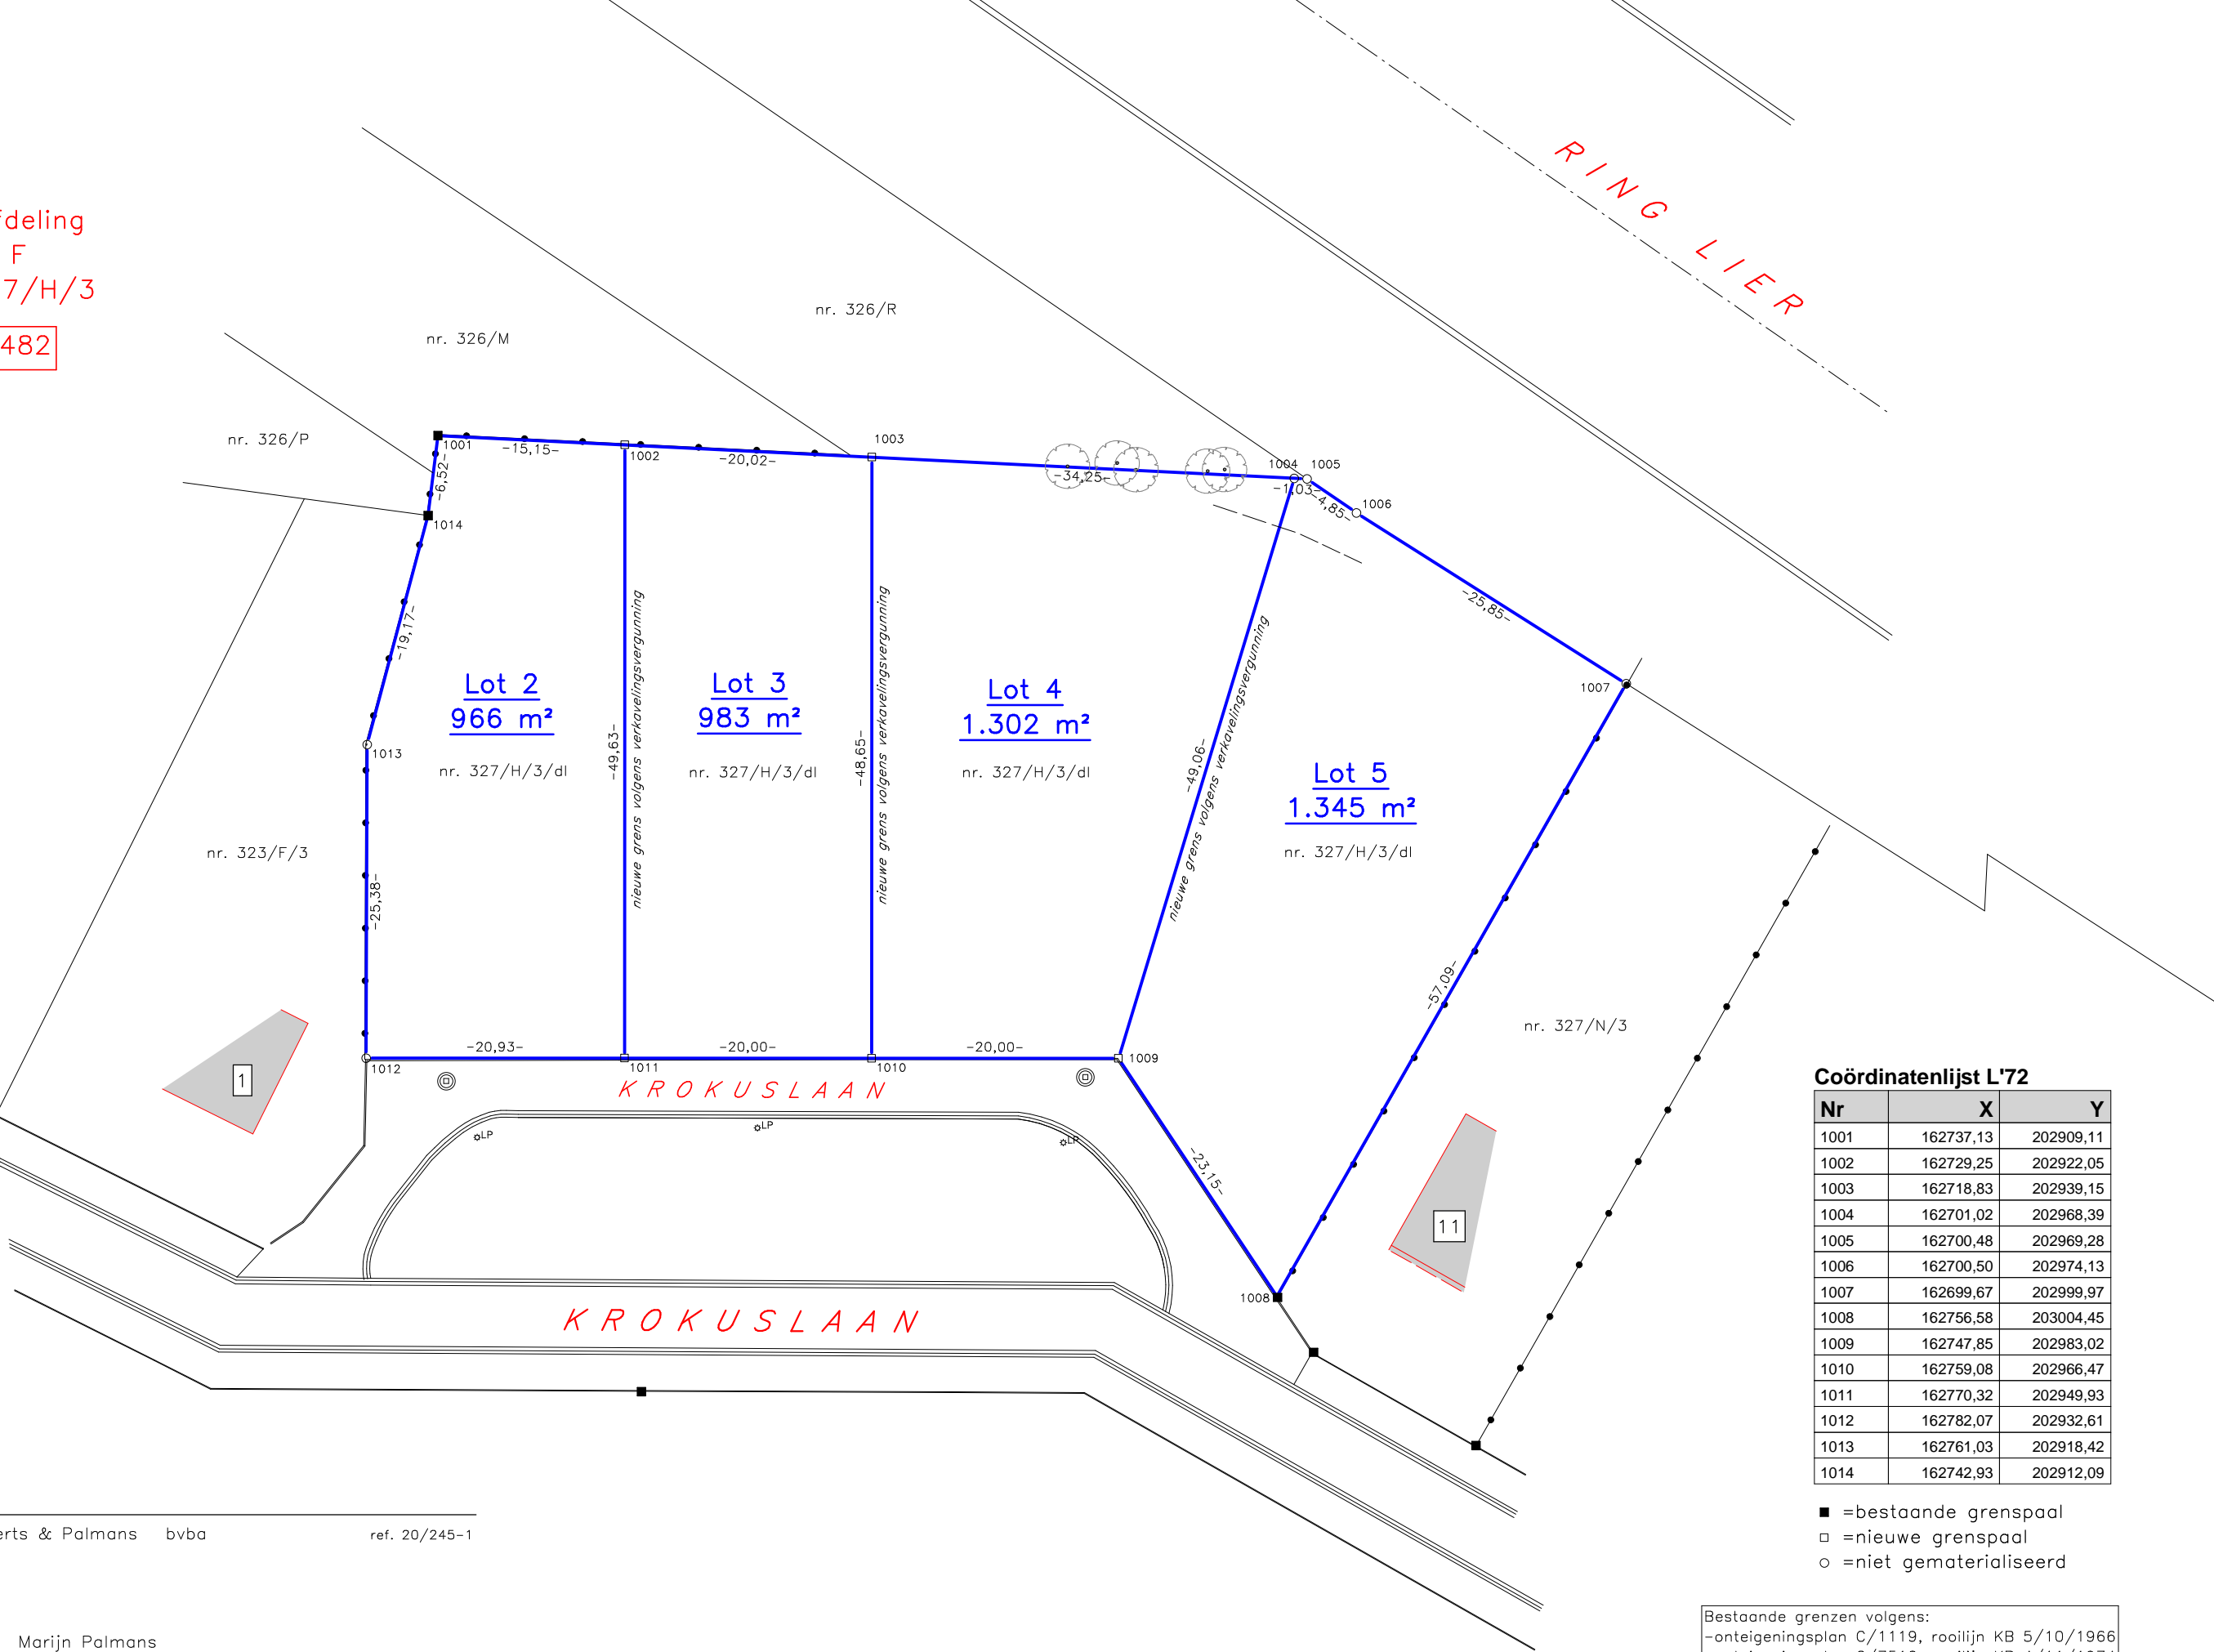 RING LIER
F
7/H/3
482
nr. 326/R
nr. 326/M
nr. 326/P
1001
-15,15-
1002
-20,02-
1003
-34,25-
1004
1005
-1,03-
-4,85-
1006
-6,52-
1014
-25,85-
-19,17-
1007
Lot 2
966 m²
nr. 327/H/3/dl
Lot 3
983 m²
nr. 327/H/3/dl
Lot 4
1.302 m²
nr. 327/H/3/dl
Lot 5
1.345 m²
nr. 327/H/3/dl
-49,63-
nieuwe grens volgens verkavelingsvergunning
-48,65-
nieuwe grens volgens verkavelingsvergunning
-49,06-
nieuwe grens volgens verkavelingsvergunning
1013
nr. 323/F/3
-25,38-
-57,09-
nr. 327/N/3
-20,93-
-20,00-
-20,00-
1012
1011
1010
1009
KROKUSLAAN
1
LP
LP
LP
-23,15-
11
1008
KROKUSLAAN
Coördinatenlijst L'72
Nr X Y
1001 162737,13 202909,11
1002 162729,25 202922,05
1003 162718,83 202939,15
1004 162701,02 202968,39
1005 162700,48 202969,28
1006 162700,50 202974,13
1007 162699,67 202999,97
1008 162756,58 203004,45
1009 162747,85 202983,02
1010 162759,08 202966,47
1011 162770,32 202949,93
1012 162782,07 202932,61
1013 162761,03 202918,42
1014 162742,93 202912,09
=bestaande grenspaal
=nieuwe grenspaal
=niet gematerialiseerd
& Palmans bvba
ref. 20/245-1
Marijn Palmans
Bestaande grenzen volgens:
-onteigeningsplan C/1119, rooilijn KB 5/10/1966